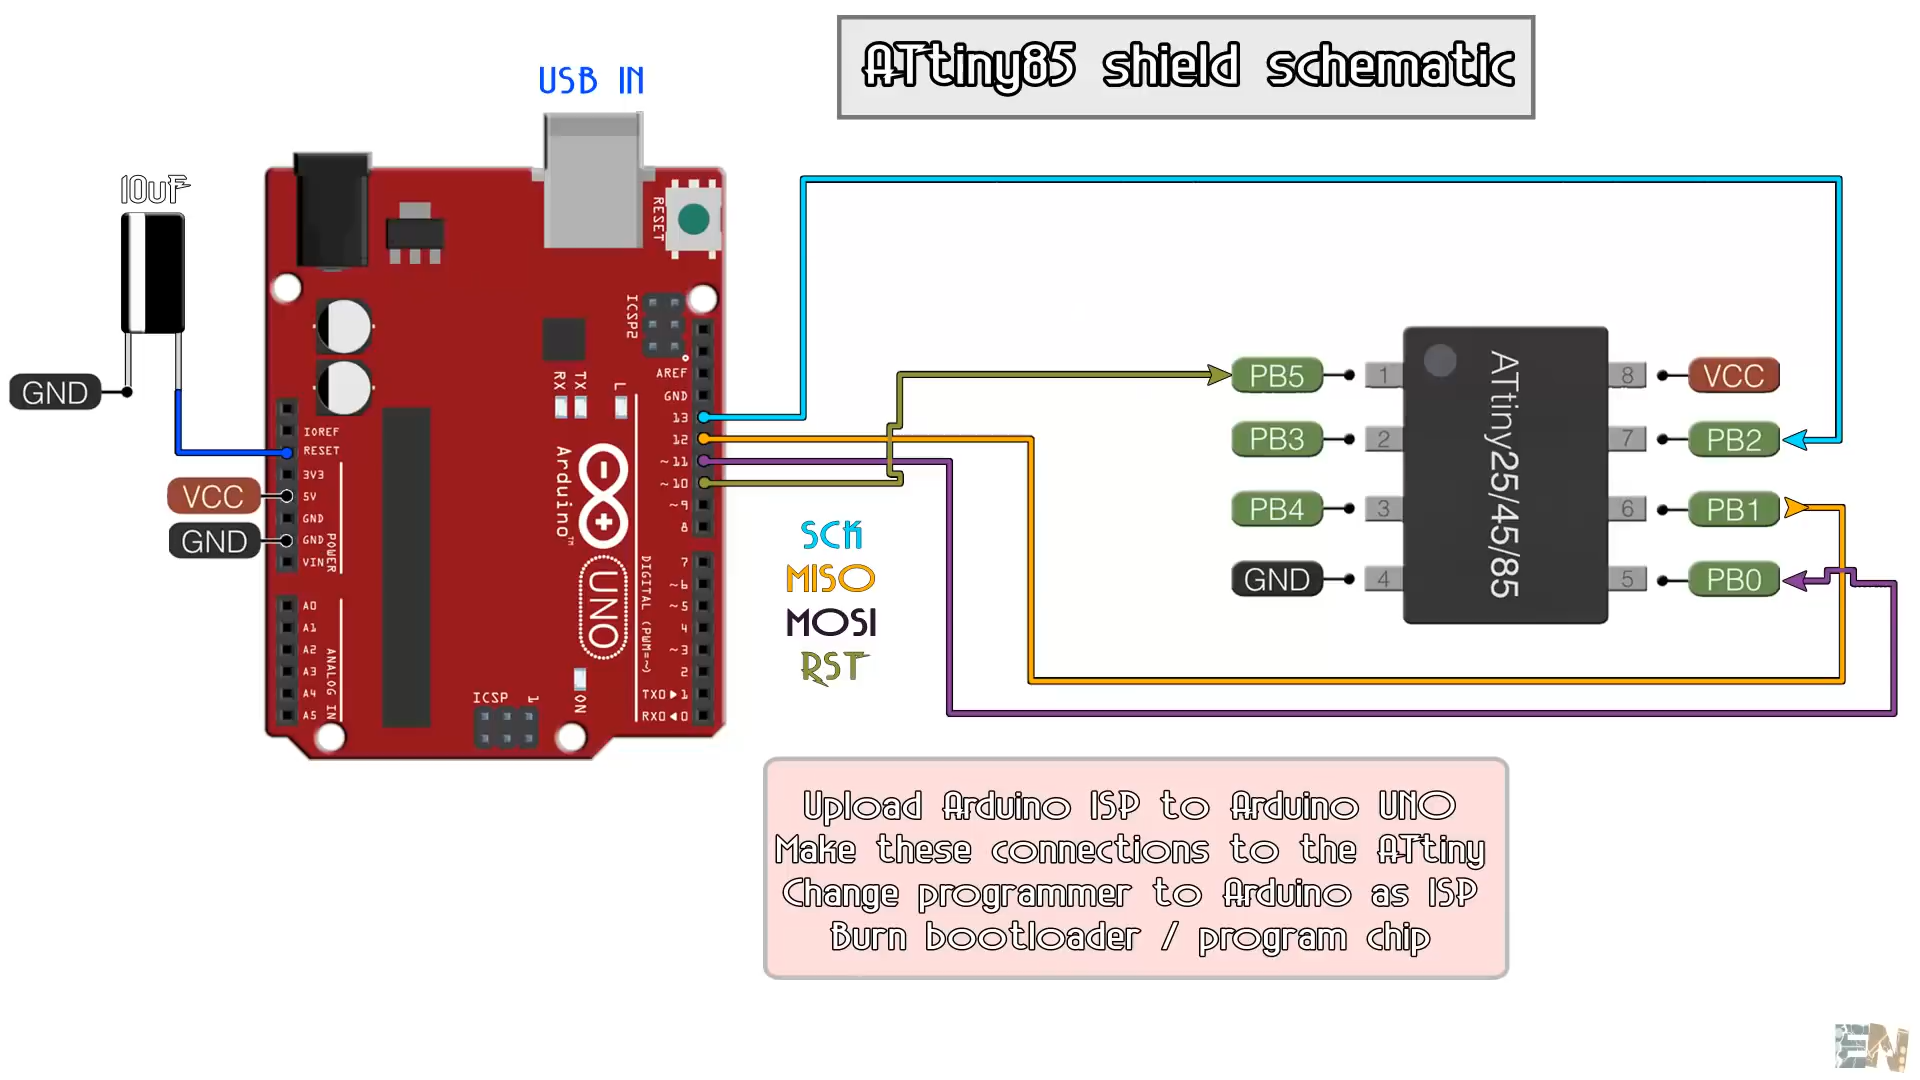 ATtiny85 shield schematic
USB IN
10uF
RESET
ICSP2
GND
AREF
GND
13
12
~11
~10
~9
8
RX
TX
L
IOREF
RESET
3V3
5V
GND
GND
VIN
POWER
VCC
GND
Arduino™
UNO
7
~6
~5
4
~3
2
TX0▶1
RX0◀0
DIGITAL (PWM=~)
A0
A1
A2
A3
A4
A5
ANALOG IN
ICSP
1
ON
SCK
MISO
MOSI
RST
PB5 1
PB3 2
PB4 3
GND 4
ATtiny25/45/85
8 VCC
7 PB2
6 PB1
5 PB0
Upload Arduino ISP to Arduino UNO
Make these connections to the ATtiny
Change programmer to Arduino as ISP
Burn bootloader / program chip
EN